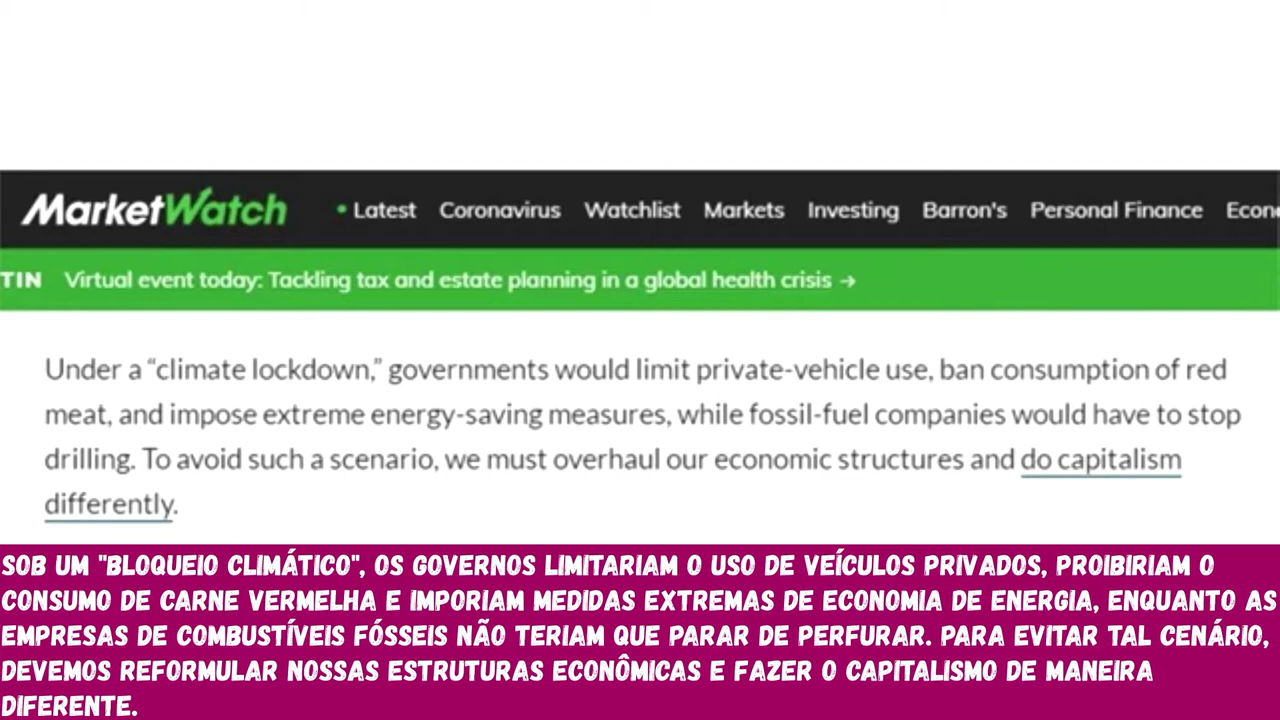 MarketWatch • Latest Coronavirus Watchlist Markets Investing Barron's Personal Finance Econ
TIN Virtual event today: Tackling tax and estate planning in a global health crisis →
Under a “climate lockdown,” governments would limit private-vehicle use, ban consumption of red
meat, and impose extreme energy-saving measures, while fossil-fuel companies would have to stop
drilling. To avoid such a scenario, we must overhaul our economic structures and do capitalism
differently.
SOB UM "BLOQUEIO CLIMÁTICO", OS GOVERNOS LIMITARIAM O USO DE VEÍCULOS PRIVADOS, PROIBIRIAM O
CONSUMO DE CARNE VERMELHA E IMPORIAM MEDIDAS EXTREMAS DE ECONOMIA DE ENERGIA, ENQUANTO AS
EMPRESAS DE COMBUSTÍVEIS FÓSSEIS NÃO TERIAM QUE PARAR DE PERFURAR. PARA EVITAR TAL CENÁRIO,
DEVEMOS REFORMULAR NOSSAS ESTRUTURAS ECONÔMICAS E FAZER O CAPITALISMO DE MANEIRA
DIFERENTE.